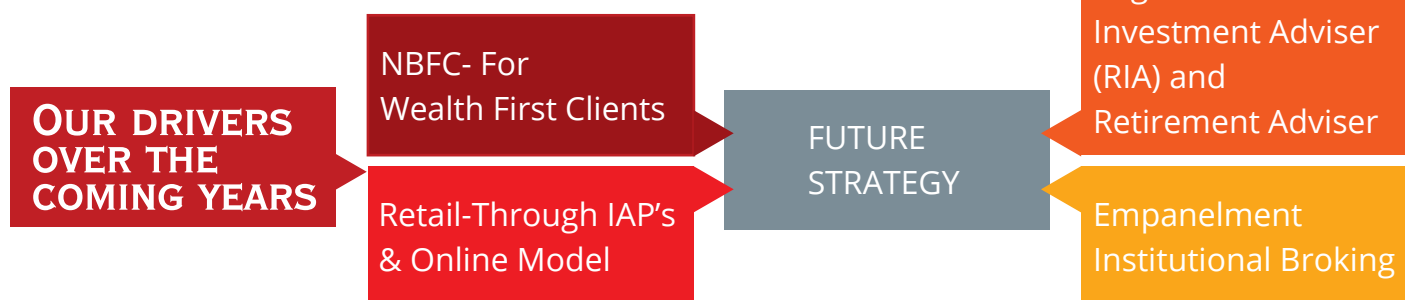 OUR DRIVERS
OVER THE
COMING YEARS
NBFC- For
Wealth First Clients
Retail-Through IAP's
& Online Model
FUTURE
STRATEGY
Investment Adviser
(RIA) and
Retirement Adviser
Empanelment
Institutional Broking